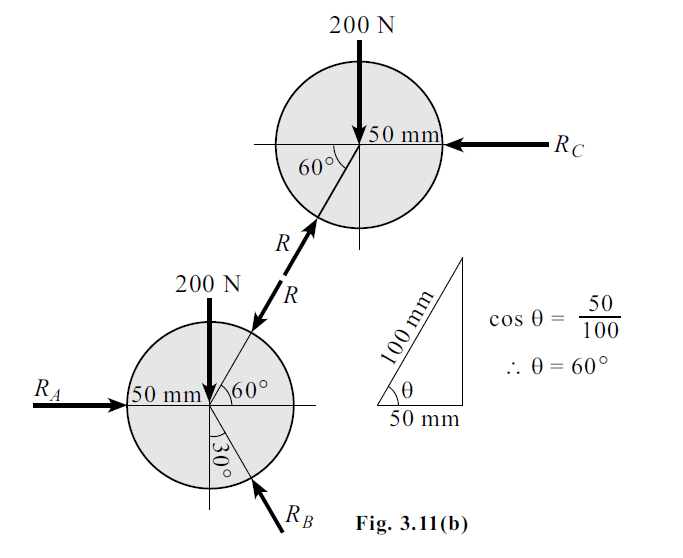 200 N
50 mm
R_C
60°
R
R
200 N
R_A
50 mm
60°
30°
R_B
100 mm
θ
50 mm
cos θ = 50/100
∴ θ = 60°
Fig. 3.11(b)